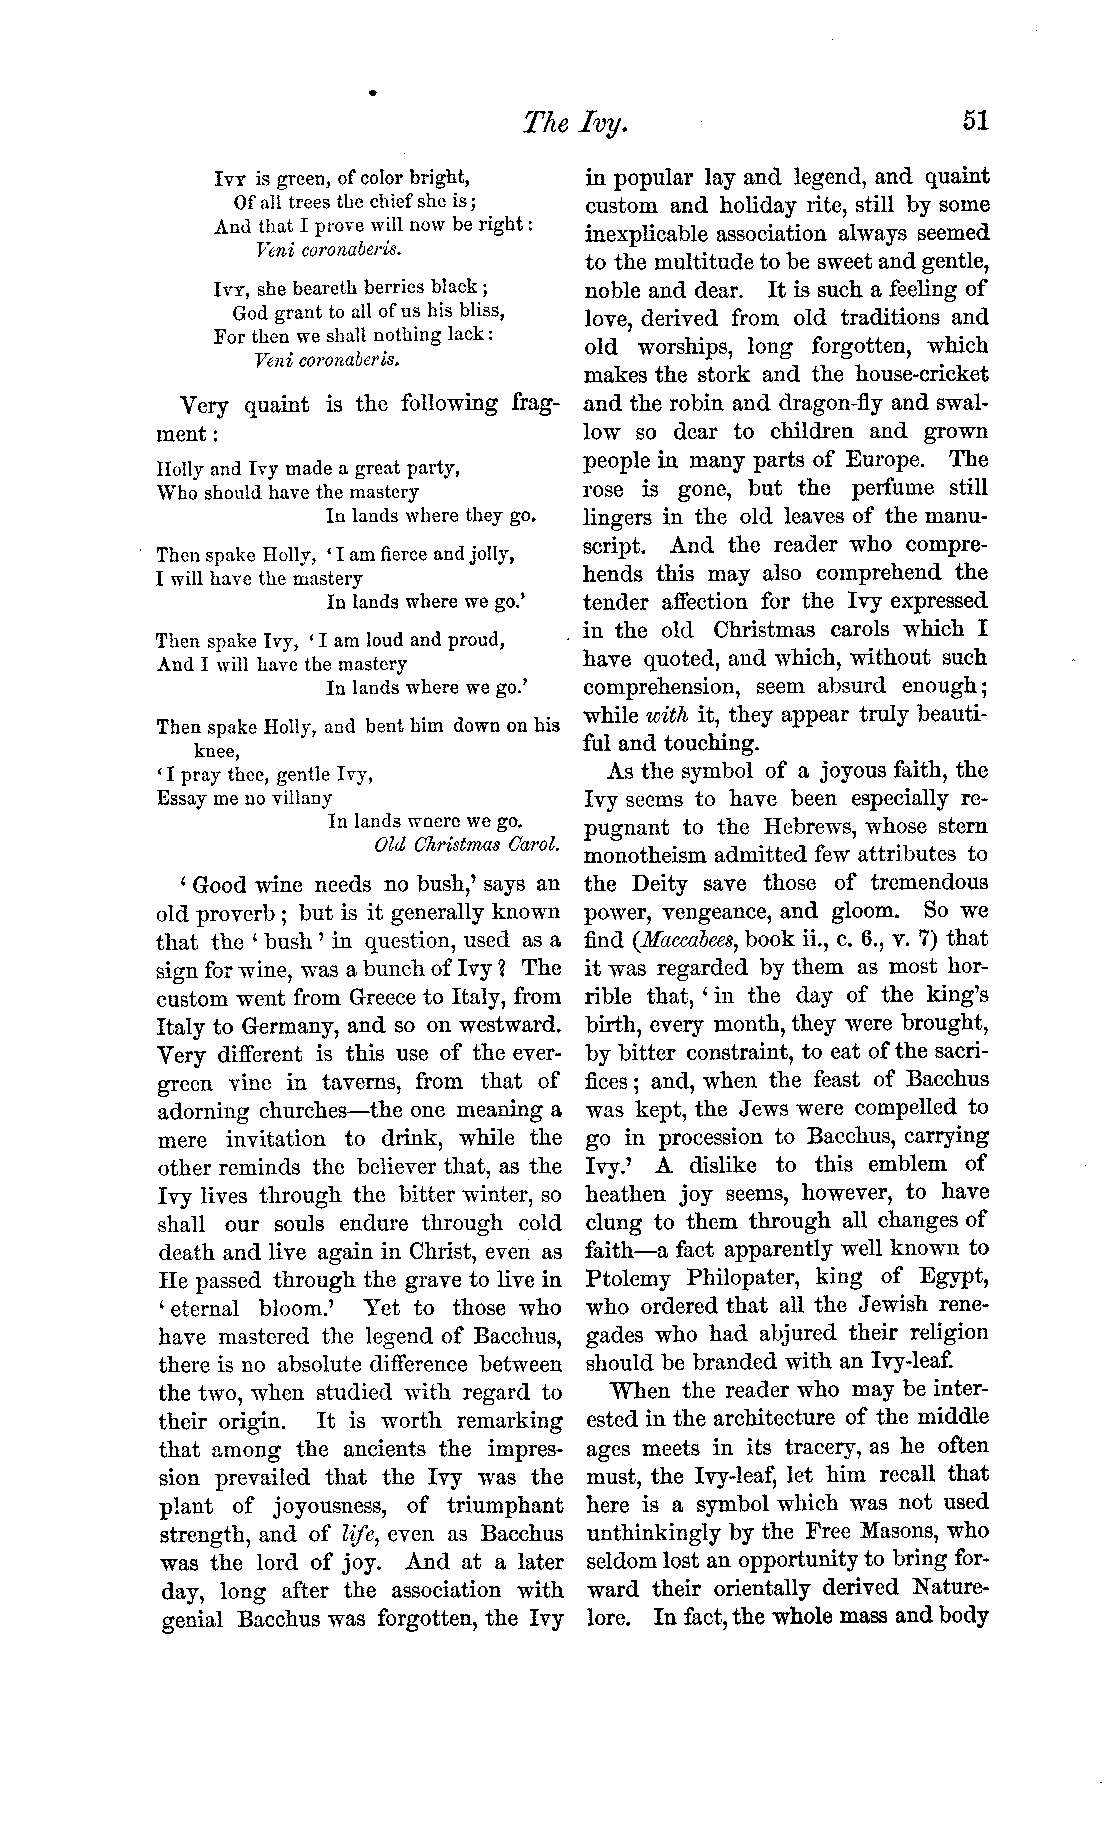 The Ivy. 51
Ivy is green, of color bright,
Of all trees the chief she is;
And that I prove will now be right:
Veni coronaberis.
Ivy, she beareth berries black;
God grant to all of us his bliss,
For then we shall nothing lack:
Veni coronaberis.
Very quaint is the following frag-
ment:
Holly and Ivy made a great party,
Who should have the mastery
In lands where they go.
Then spake Holly, 'I am fierce and jolly,
I will have the mastery
In lands where we go.'
Then spake Ivy, 'I am loud and proud,
And I will have the mastery
In lands where we go.'
Then spake Holly, and bent him down on his
knee,
'I pray thee, gentle Ivy,
Essay me no villany
In lands where we go.
Old Christmas Carol.
'Good wine needs no bush,' says an
old proverb; but is it generally known
that the 'bush' in question, used as a
sign for wine, was a bunch of Ivy? The
custom went from Greece to Italy, from
Italy to Germany, and so on westward.
Very different is this use of the ever-
green vine in taverns, from that of
adorning churches—the one meaning a
mere invitation to drink, while the
other reminds the believer that, as the
Ivy lives through the bitter winter, so
shall our souls endure through cold
death and live again in Christ, even as
He passed through the grave to live in
'eternal bloom.' Yet to those who
have mastered the legend of Bacchus,
there is no absolute difference between
the two, when studied with regard to
their origin. It is worth remarking
that among the ancients the impres-
sion prevailed that the Ivy was the
plant of joyousness, of triumphant
strength, and of life, even as Bacchus
was the lord of joy. And at a later
day, long after the association with
genial Bacchus was forgotten, the Ivy
in popular lay and legend, and quaint
custom and holiday rite, still by some
inexplicable association always seemed
to the multitude to be sweet and gentle,
noble and dear. It is such a feeling of
love, derived from old traditions and
old worships, long forgotten, which
makes the stork and the house-cricket
and the robin and dragon-fly and swal-
low so dear to children and grown
people in many parts of Europe. The
rose is gone, but the perfume still
lingers in the old leaves of the manu-
script. And the reader who compre-
hends this may also comprehend the
tender affection for the Ivy expressed
in the old Christmas carols which I
have quoted, and which, without such
comprehension, seem absurd enough;
while with it, they appear truly beauti-
ful and touching.
As the symbol of a joyous faith, the
Ivy seems to have been especially re-
pugnant to the Hebrews, whose stern
monotheism admitted few attributes to
the Deity save those of tremendous
power, vengeance, and gloom. So we
find (Maccabees, book ii., c. 6., v. 7) that
it was regarded by them as most hor-
rible that, 'in the day of the king's
birth, every month, they were brought,
by bitter constraint, to eat of the sacri-
fices; and, when the feast of Bacchus
was kept, the Jews were compelled to
go in procession to Bacchus, carrying
Ivy.' A dislike to this emblem of
heathen joy seems, however, to have
clung to them through all changes of
faith—a fact apparently well known to
Ptolemy Philopater, king of Egypt,
who ordered that all the Jewish rene-
gades who had abjured their religion
should be branded with an Ivy-leaf.
When the reader who may be inter-
ested in the architecture of the middle
ages meets in its tracery, as he often
must, the Ivy-leaf, let him recall that
here is a symbol which was not used
unthinkingly by the Free Masons, who
seldom lost an opportunity to bring for-
ward their orientally derived Nature-
lore. In fact, the whole mass and body